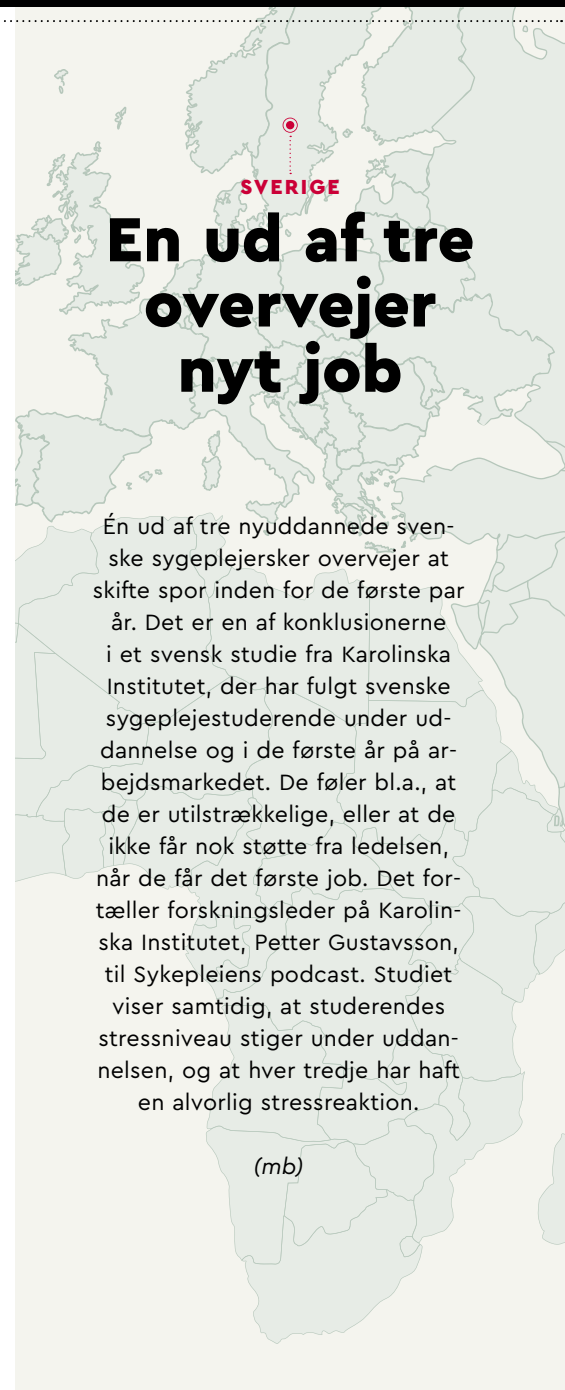 SVERIGE
En ud af tre
overvejer
nyt job
Én ud af tre nyuddannede sven-
ske sygeplejersker overvejer at
skifte spor inden for de første par
år. Det er en af konklusionerne
i et svensk studie fra Karolinska
Institutet, der har fulgt svenske
sygeplejestuderende under ud-
dannelse og i de første år på ar-
bejdsmarkedet. De føler bl.a., at
de er utilstrækkelige, eller at de
ikke får nok støtte fra ledelsen,
når de får det første job. Det for-
tæller forskningsleder på Karolin-
ska Institutet, Petter Gustavsson,
til Sykepleiens podcast. Studiet
viser samtidig, at studerendes
stressniveau stiger under uddan-
nelsen, og at hver tredje har haft
en alvorlig stressreaktion.
(mb)